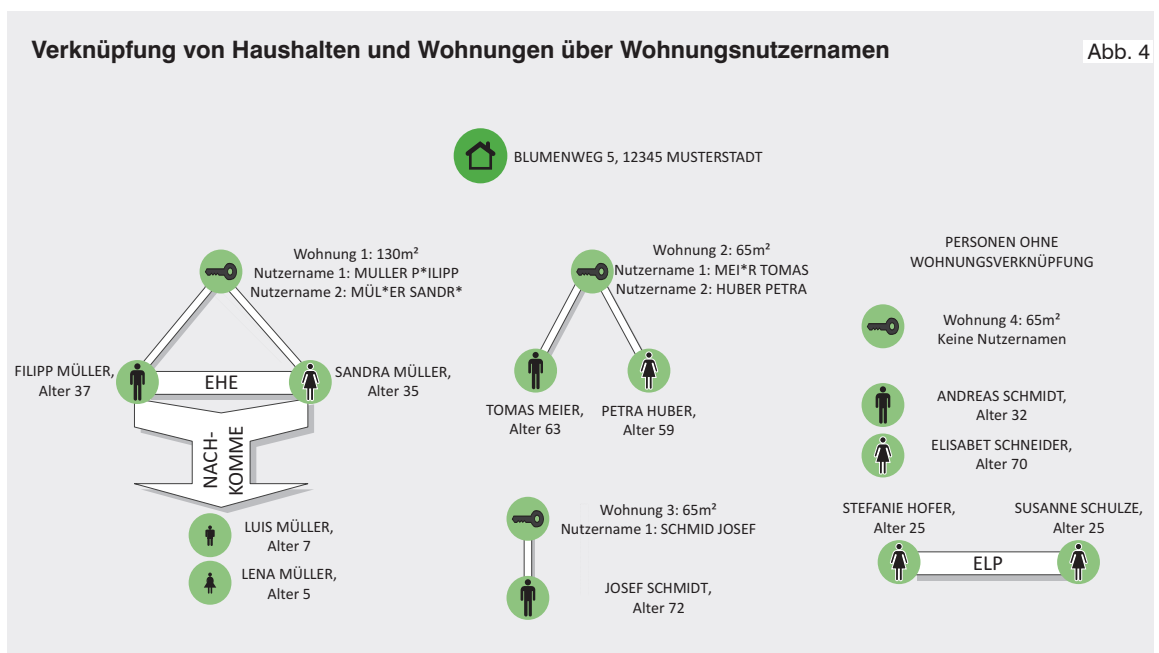 Verknüpfung von Haushalten und Wohnungen über Wohnungsnutzernamen
Abb. 4
BLUMENWEG 5, 12345 MUSTERSTADT
Wohnung 1: 130m²
Nutzername 1: MULLER P*ILIPP
Nutzername 2: MÜL*ER SANDR*
FILIPP MÜLLER,
Alter 37
EHE
SANDRA MÜLLER,
Alter 35
NACH-
KOMME
LUIS MÜLLER,
Alter 7
LENA MÜLLER,
Alter 5
Wohnung 2: 65m²
Nutzername 1: MEI*R TOMAS
Nutzername 2: HUBER PETRA
TOMAS MEIER,
Alter 63
PETRA HUBER,
Alter 59
Wohnung 3: 65m²
Nutzername 1: SCHMID JOSEF
JOSEF SCHMIDT,
Alter 72
PERSONEN OHNE
WOHNUNGSVERKNÜPFUNG
Wohnung 4: 65m²
Keine Nutzernamen
ANDREAS SCHMIDT,
Alter 32
ELISABET SCHNEIDER,
Alter 70
STEFANIE HOFER,
Alter 25
SUSANNE SCHULZE,
Alter 25
ELP